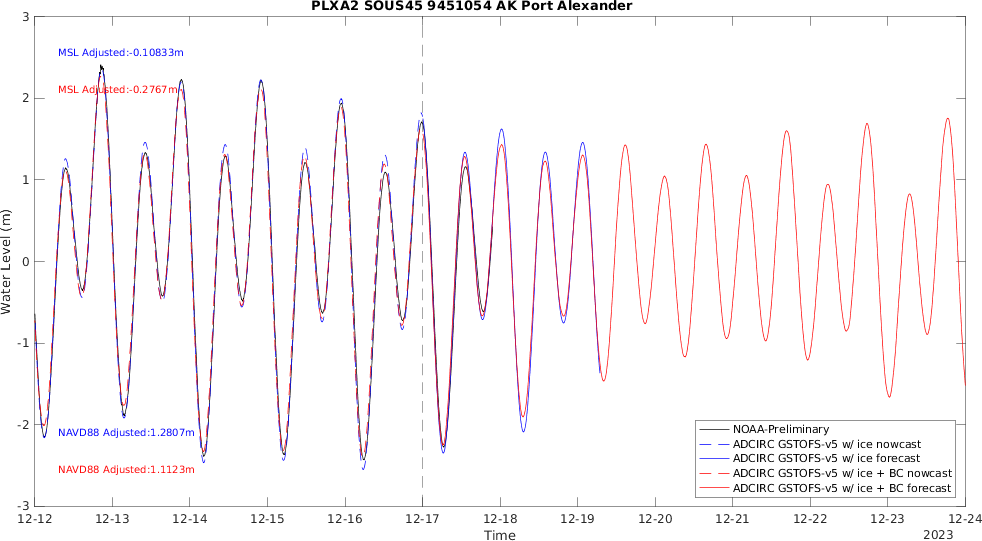 PLXA2 SOUS45 9451054 AK Port Alexander
MSL Adjusted:-0.10833m
MSL Adjusted:-0.2767m
NAVD88 Adjusted:1.2807m
NAVD88 Adjusted:1.1123m
Water Level (m)
3
2
1
0
-1
-2
-3
NOAA-Preliminary
ADCIRC GSTOFS-v5 w/ ice nowcast
ADCIRC GSTOFS-v5 w/ ice forecast
ADCIRC GSTOFS-v5 w/ ice + BC nowcast
ADCIRC GSTOFS-v5 w/ ice + BC forecast
12-12 12-13 12-14 12-15 12-16 12-17 12-18 12-19 12-20 12-21 12-22 12-23 12-24
Time
2023